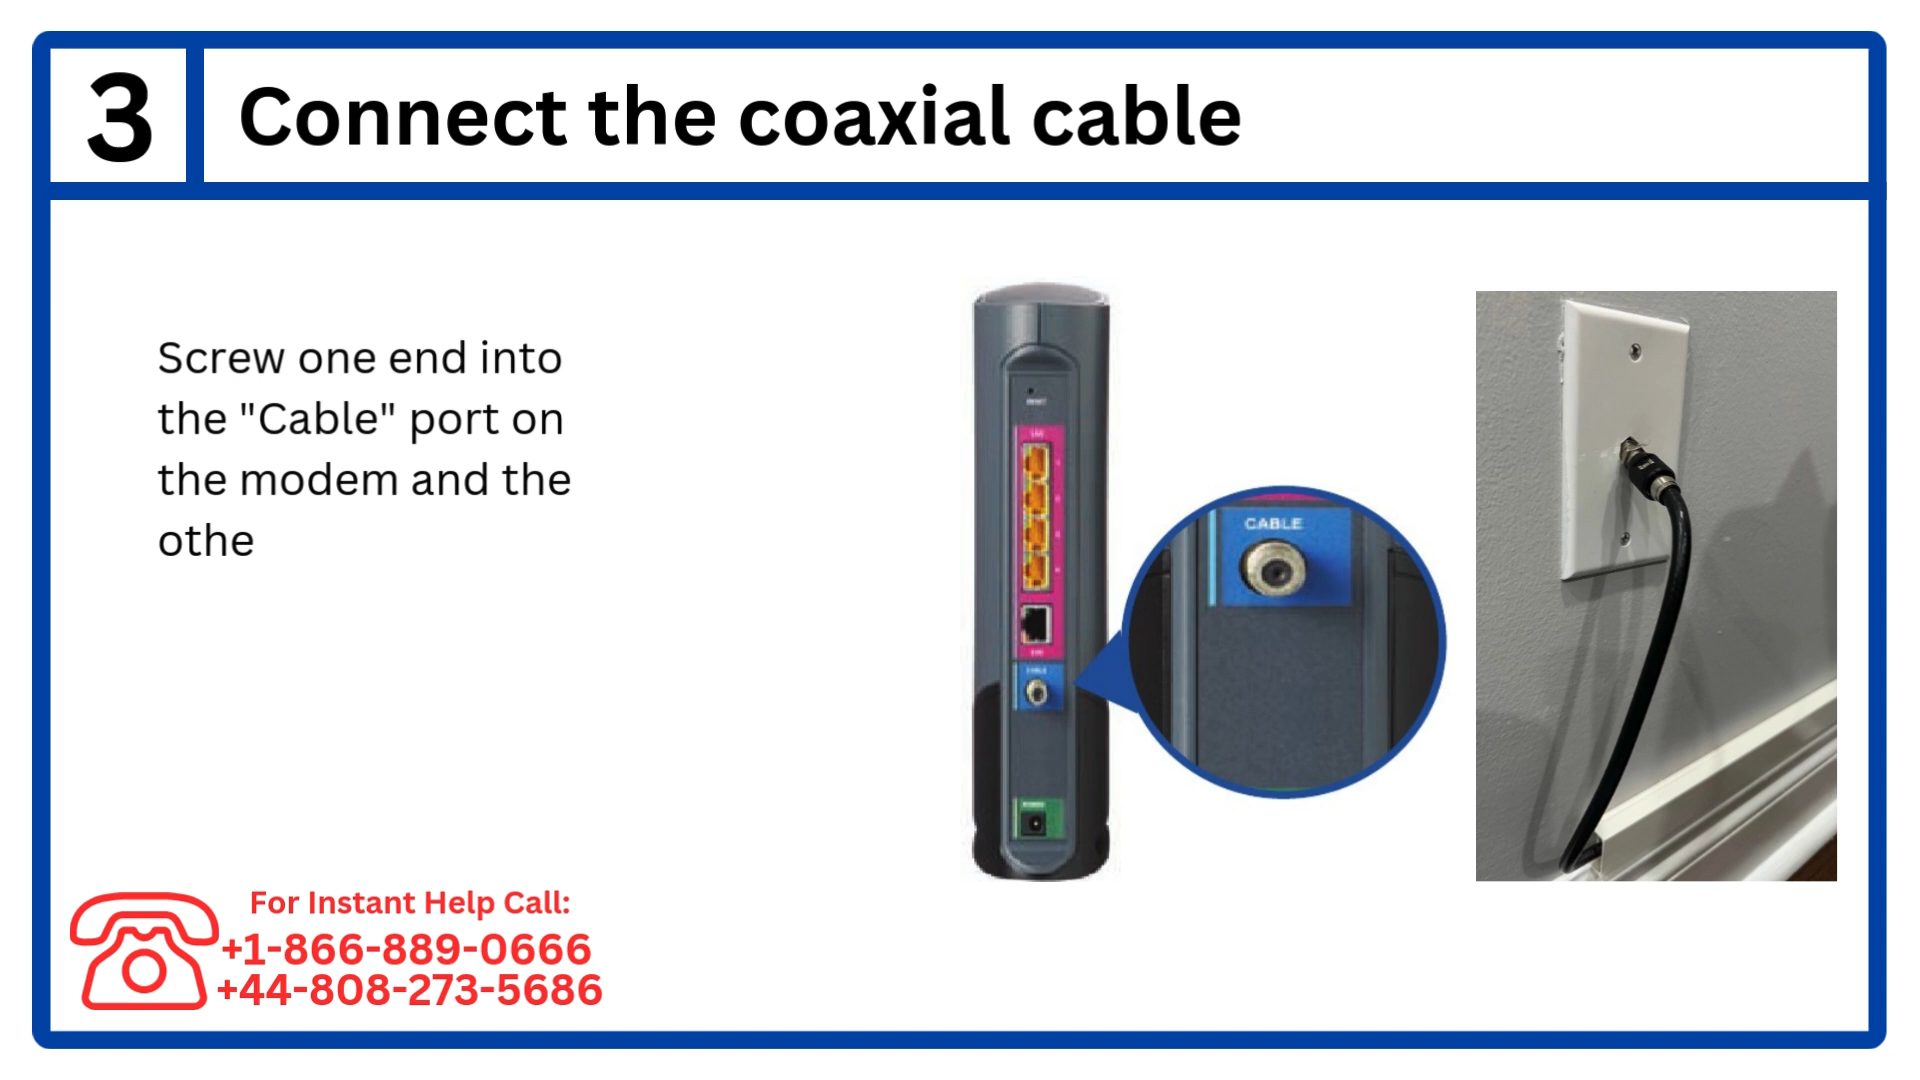 3
Connect the coaxial cable
Screw one end into
the "Cable" port on
the modem and the
othe
CABLE
CABLE
For Instant Help Call:
+1-866-889-0666
+44-808-273-5686